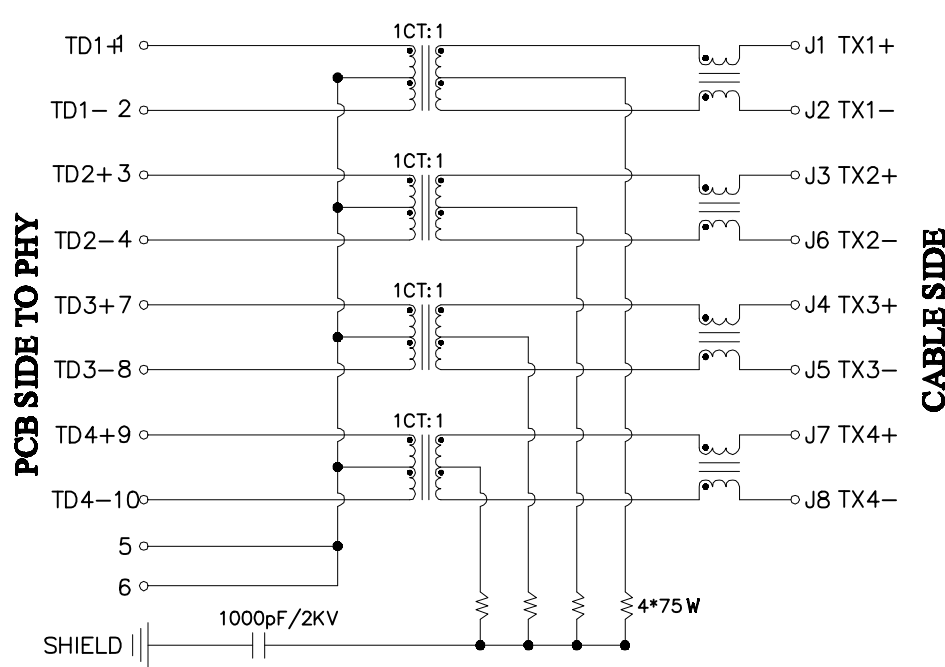 1CT:1
TD1+1
J1 TX1+
TD1- 2
J2 TX1-
1CT:1
TD2+3
J3 TX2+
TD2-4
J6 TX2-
PCB SIDE TO PHY
CABLE SIDE
1CT:1
TD3+7
J4 TX3+
TD3-8
J5 TX3-
1CT:1
TD4+9
J7 TX4+
TD4-10
J8 TX4-
5
6
1000pF/2KV
4*75 W
SHIELD